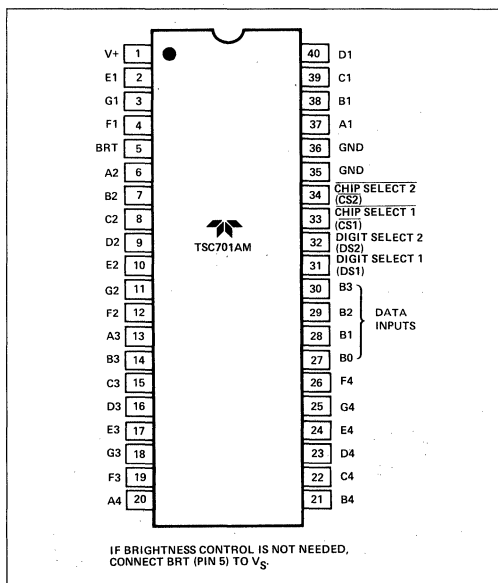 V+ 1 40 D1
E1 2 39 C1
G1 3 38 B1
F1 4 37 A1
BRT 5 36 GND
A2 6 35 GND
B2 7 34 CHIP SELECT 2
(CS2)
C2 8 33 CHIP SELECT 1
(CS1)
TSC701AM
D2 9 32 DIGIT SELECT 2
(DS2)
E2 10 31 DIGIT SELECT 1
(DS1)
G2 11 30 B3
F2 12 29 B2 DATA
INPUTS
A3 13 28 B1
B3 14 27 B0
C3 15 26 F4
D3 16 25 G4
E3 17 24 E4
G3 18 23 D4
F3 19 22 C4
A4 20 21 B4
IF BRIGHTNESS CONTROL IS NOT NEEDED,
CONNECT BRT (PIN 5) TO VS.